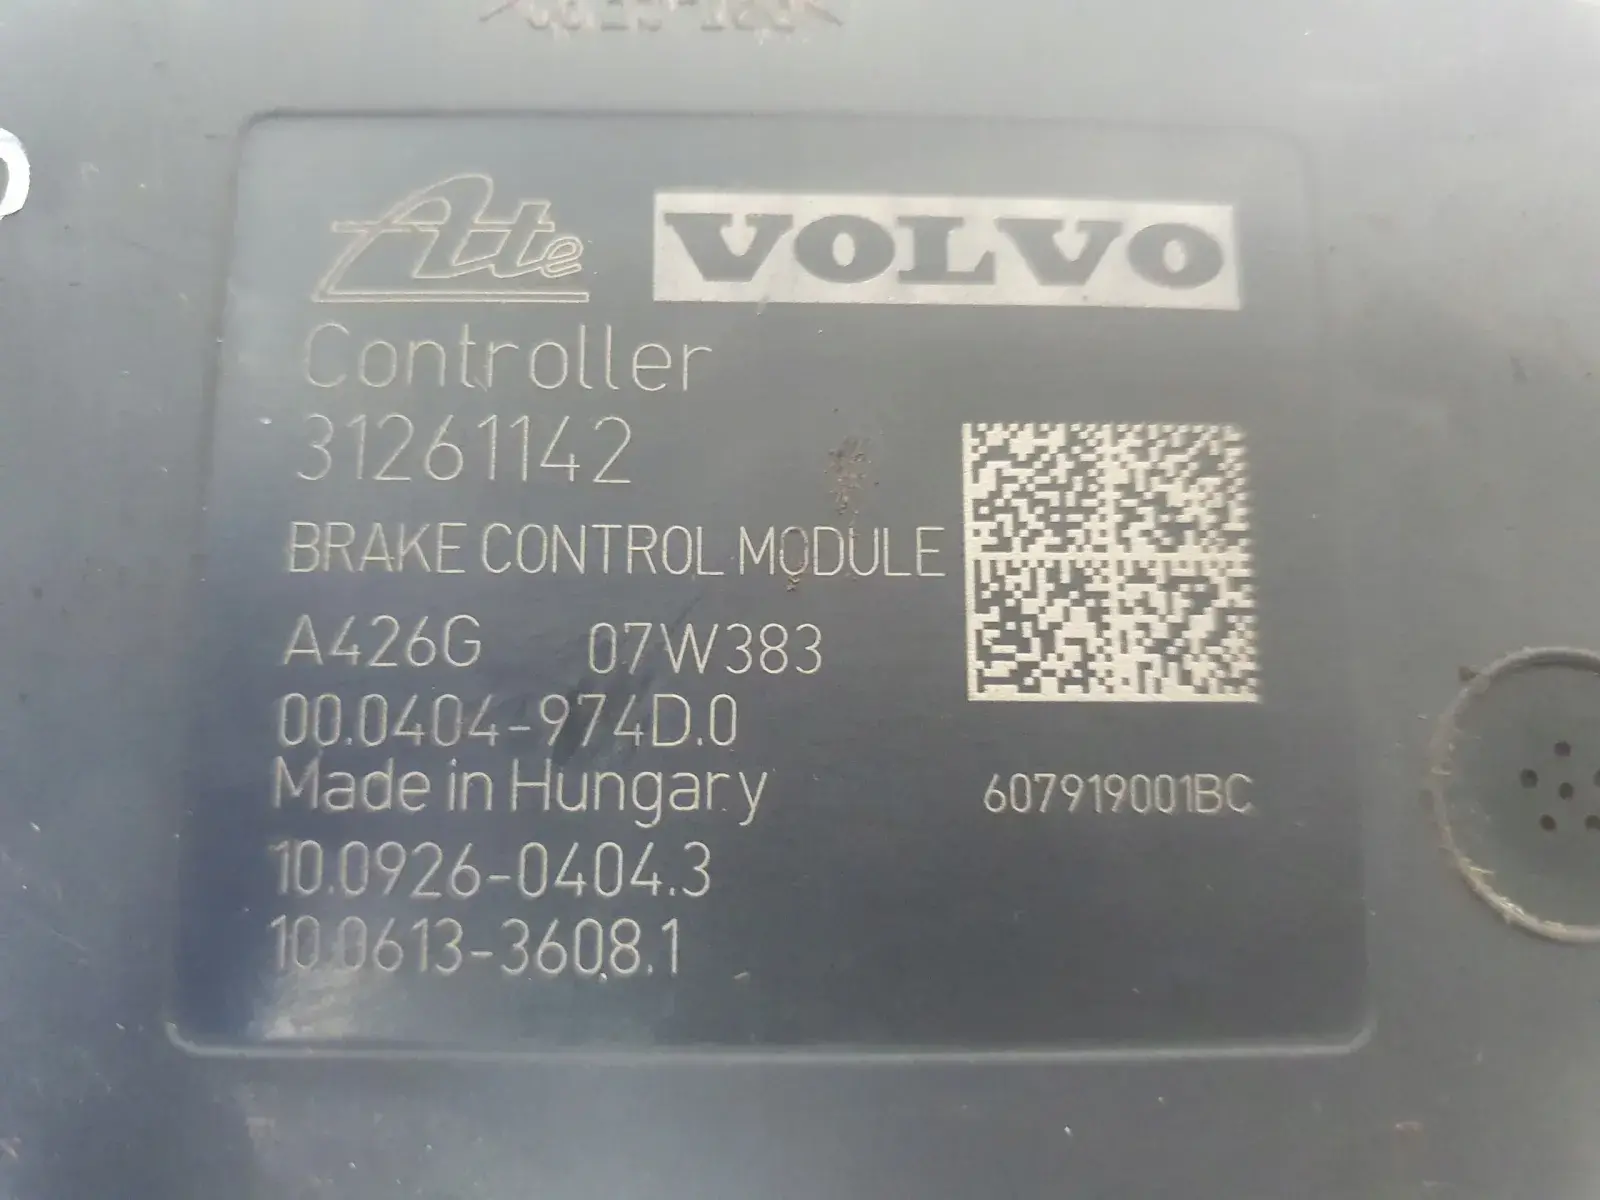 Ate VOLVO
Controller
31261142
BRAKE CONTROL MODULE
A426G 07W383
00.0404-974D.0
Made in Hungary
607919001BC
10.0926-0404.3
10.0613-3608.1